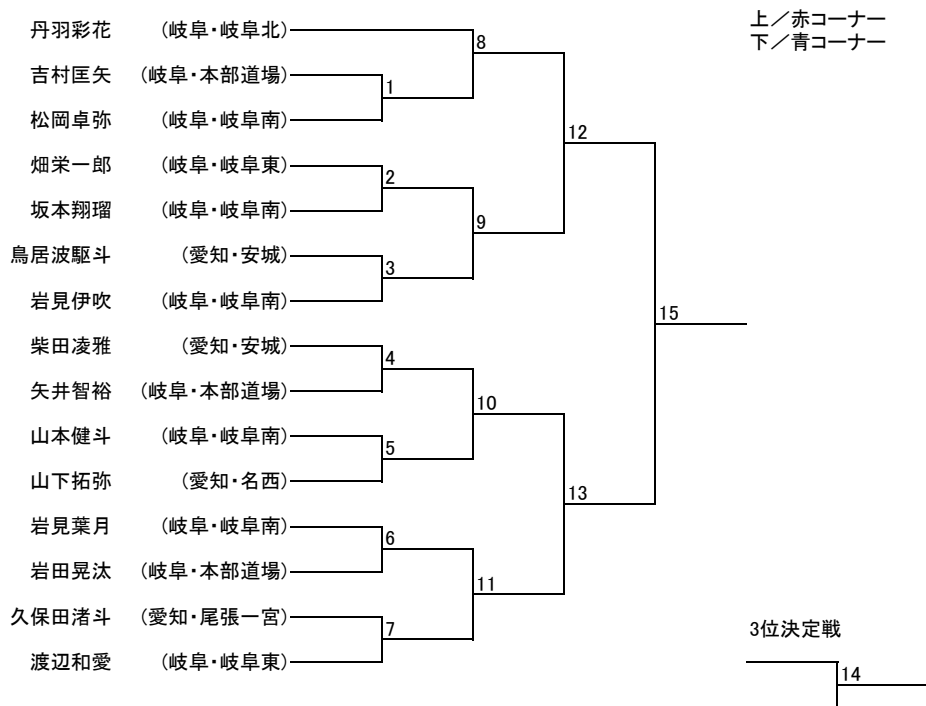 上／赤コーナー
下／青コーナー
丹羽彩花 (岐阜・岐阜北)
8
吉村匡矢 (岐阜・本部道場)
1
松岡卓弥 (岐阜・岐阜南)
12
畑栄一郎 (岐阜・岐阜東)
2
坂本翔瑠 (岐阜・岐阜南)
9
鳥居波駆斗 (愛知・安城)
3
岩見伊吹 (岐阜・岐阜南)
15
柴田凌雅 (愛知・安城)
4
矢井智裕 (岐阜・本部道場)
10
山本健斗 (岐阜・岐阜南)
5
山下拓弥 (愛知・名西)
13
岩見葉月 (岐阜・岐阜南)
6
岩田晃汰 (岐阜・本部道場)
11
久保田渚斗 (愛知・尾張一宮)
7
3位決定戦
渡辺和愛 (岐阜・岐阜東)
14